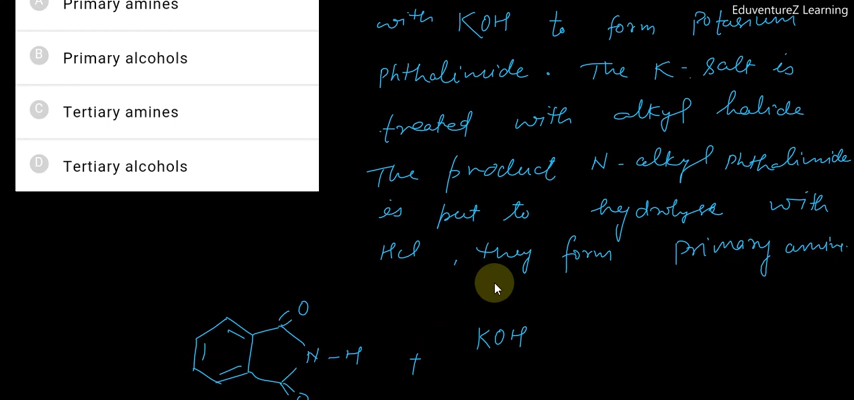 EduventureZ Learning
A Primary amines
B Primary alcohols
C Tertiary amines
D Tertiary alcohols
with KOH to form Potassium
phthalimide. The K-salt is
treated with alkyl halide
The product N-alkyl phthalimide
is put to hydrolyse with
HCl, they form primary amine.
O
N-H + KOH
O